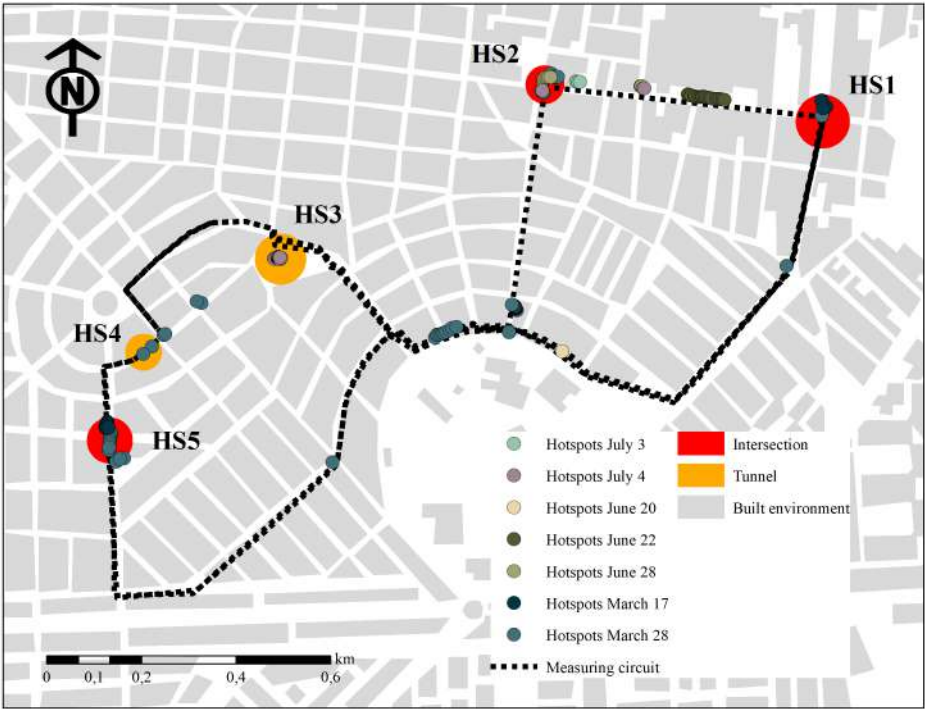 HS2
HS1
N
HS3
HS4
HS5
Hotspots July 3
Hotspots July 4
Hotspots June 20
Hotspots June 22
Hotspots June 28
Hotspots March 17
Hotspots March 28
Measuring circuit
Intersection
Tunnel
Built environment
km
0 0,1 0,2 0,4 0,6